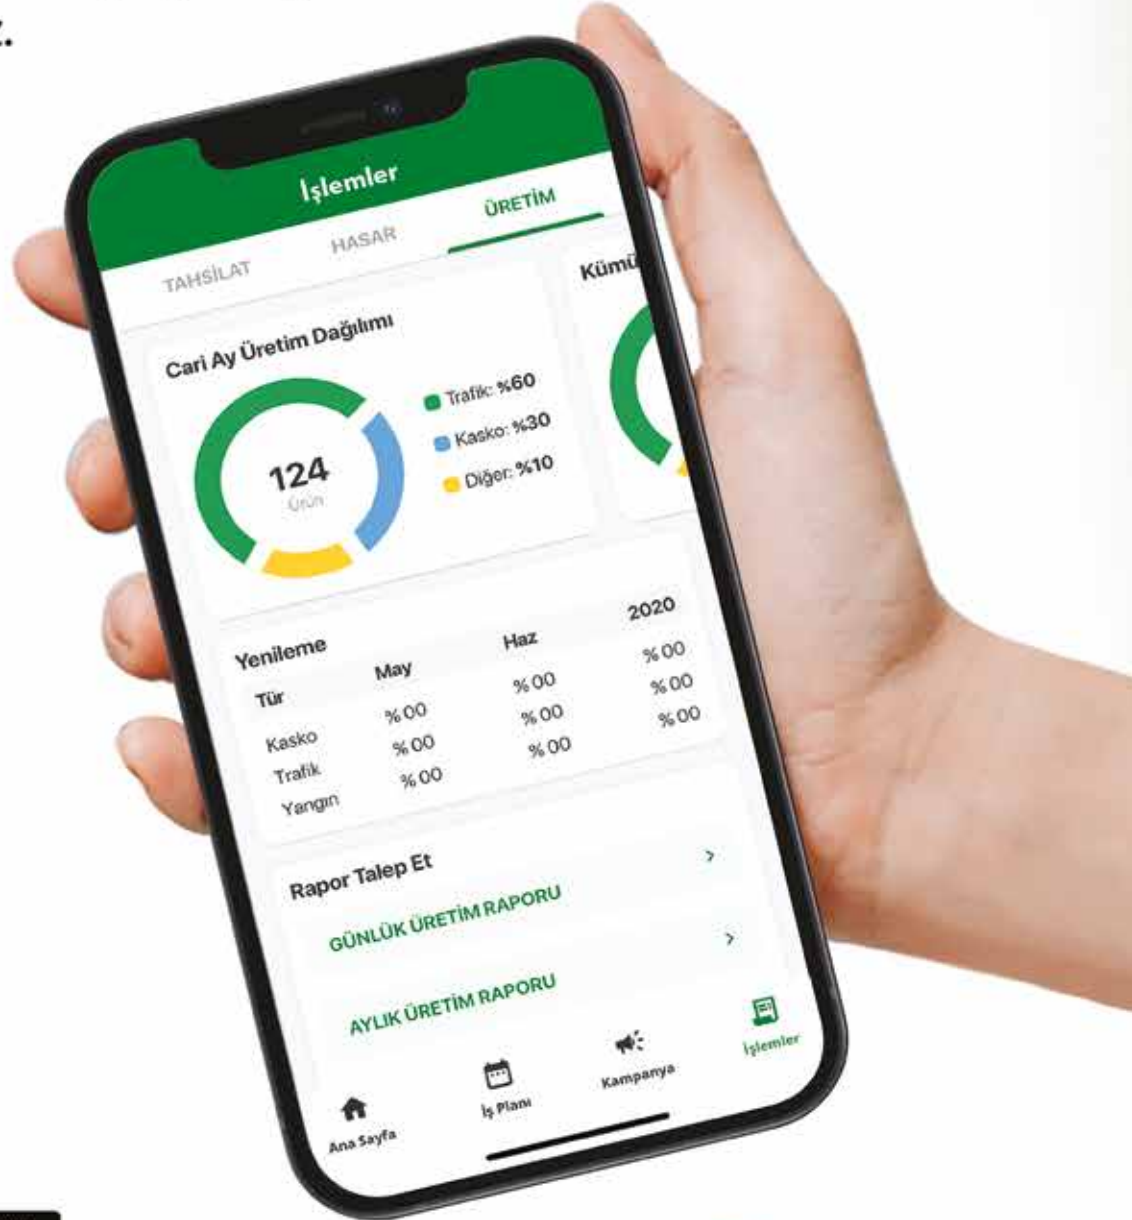 İşlemler
TAHSİLAT HASAR ÜRETİM
Cari Ay Üretim Dağılımı
124
Ürün
Trafik: %60
Kasko: %30
Diğer: %10
Kümü
Yenileme
Tür May Haz 2020
Kasko % 00 % 00 % 00
Trafik % 00 % 00 % 00
Yangın % 00 % 00 % 00
Rapor Talep Et
GÜNLÜK ÜRETİM RAPORU
AYLIK ÜRETİM RAPORU
Ana Sayfa İş Planı Kampanya İşlemler